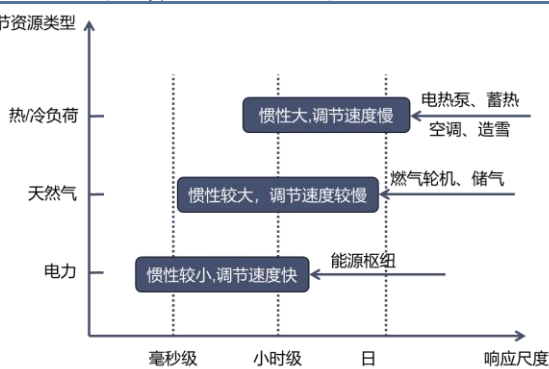 节资源类型
热/冷负荷
惯性大,调节速度慢
电热泵、蓄热
空调、造雪
天然气
惯性较大，调节速度较慢
燃气轮机、储气
电力
惯性较小,调节速度快
能源枢纽
毫秒级
小时级
日
响应尺度